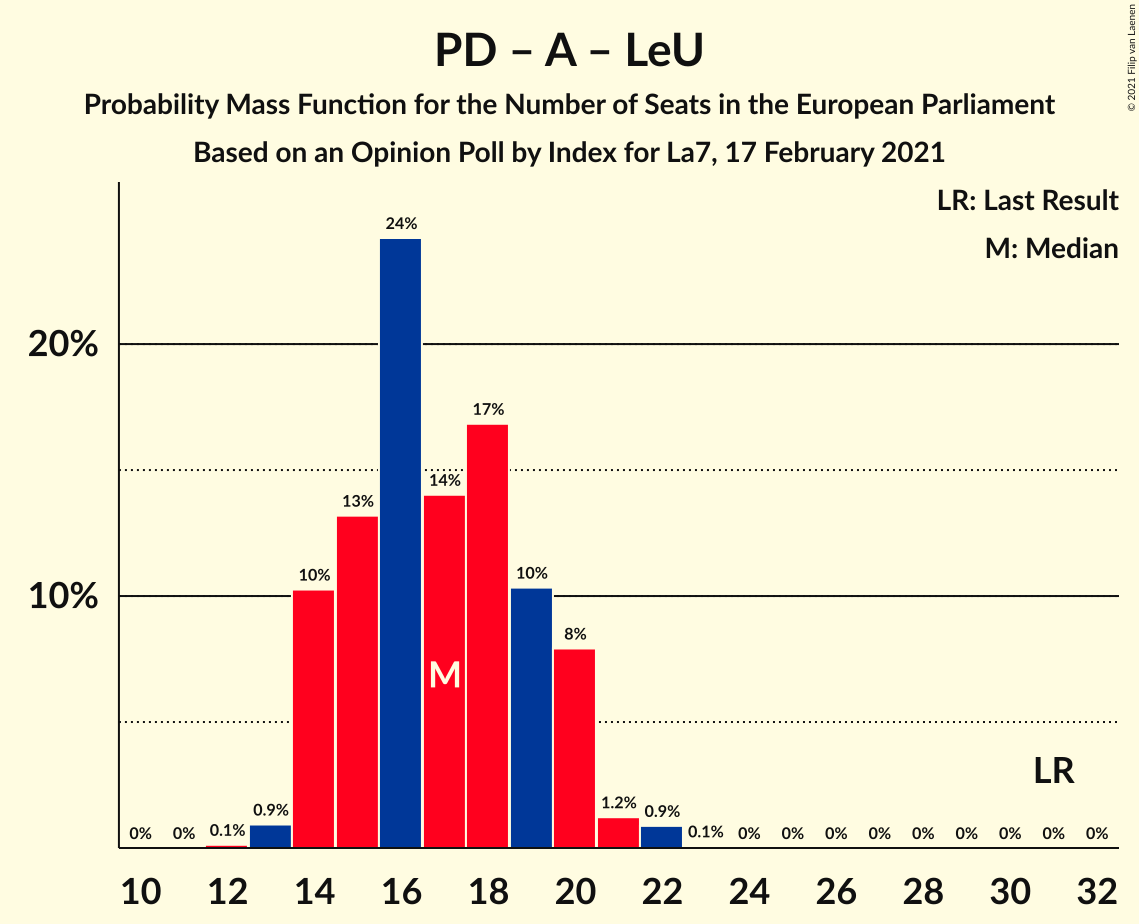 PD – A – LeU
Probability Mass Function for the Number of Seats in the European Parliament
Based on an Opinion Poll by Index for La7, 17 February 2021
© 2021 Filip van Laenen
LR: Last Result
M: Median
20%
10%
0%
0%
0.1%
0.9%
10%
13%
24%
14%
17%
10%
8%
1.2%
0.9%
0.1%
0%
0%
0%
0%
0%
0%
0%
0%
0%
M
LR
10 12 14 16 18 20 22 24 26 28 30 32